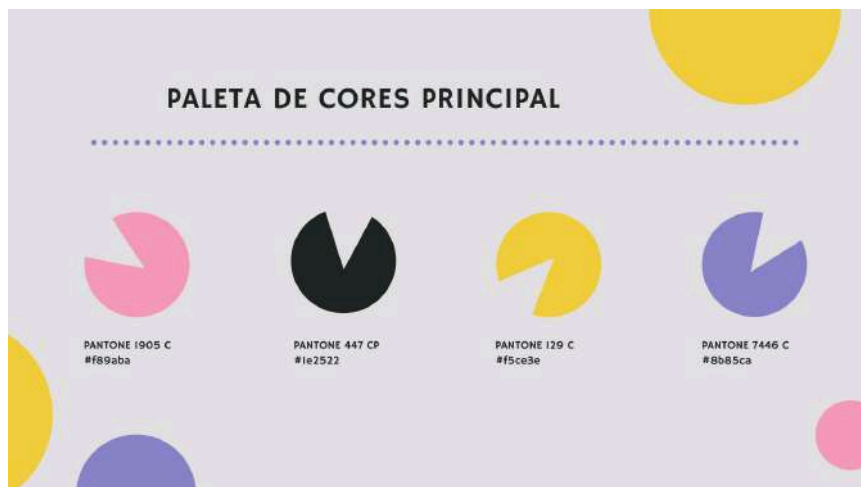 PALETA DE CORES PRINCIPAL
PANTONE 1905 C
#f89aba
PANTONE 447 CP
#1e2522
PANTONE 129 C
#f5ce3e
PANTONE 7446 C
#8b85ca